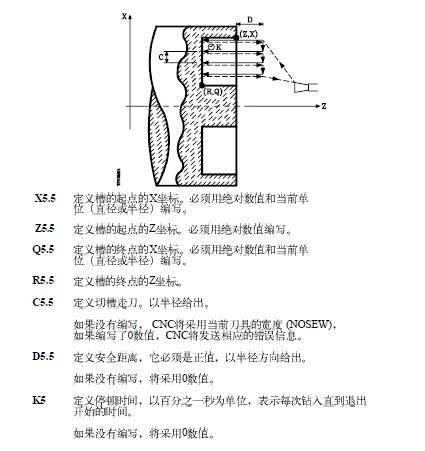 X
D
(Z,X)
K
C
(R,Q)
Z
X5.5 定义槽的起点的X坐标。必须用绝对数值和当前单
位（直径或半径）编写。
Z5.5 定义槽的起点的Z坐标。必须用绝对数值编写。
Q5.5 定义槽的终点的X坐标。必须用绝对数值和当前单
位（直径或半径）编写。
R5.5 定义槽的终点的Z坐标。
C5.5 定义切槽走刀。以半径给出。
如果没有编写， CNC将采用当前刀具的宽度 (NOSEW)，
如果编写了0数值，CNC将发送相应的错误信息。
D5.5 定义安全距离，它必须是正值，以半径方向给出。
如果没有编写，将采用0数值。
K5 定义停顿时间，以百分之一秒为单位，表示每次钻入直到退出
开始的时间。
如果没有编写，将采用0数值。